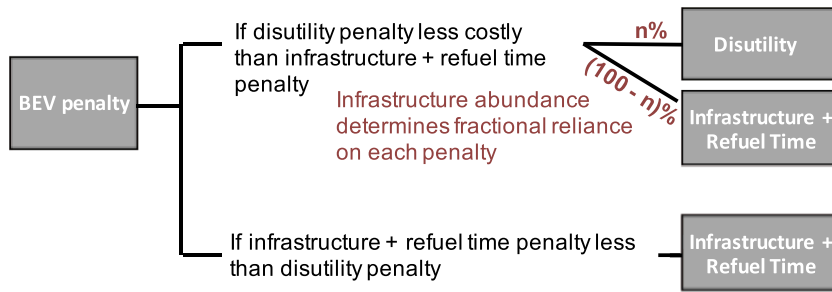 BEV penalty
If disutility penalty less costly
than infrastructure + refuel time
penalty
n%
(100 - n)%
Disutility
Infrastructure +
Refuel Time
Infrastructure abundance
determines fractional reliance
on each penalty
If infrastructure + refuel time penalty less
than disutility penalty
Infrastructure +
Refuel Time